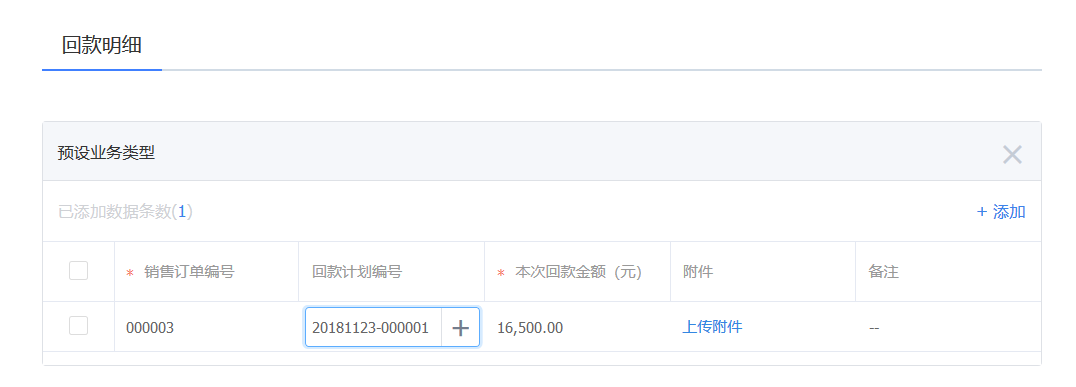 回款明细
预设业务类型
已添加数据条数(1)
+ 添加
* 销售订单编号 回款计划编号 * 本次回款金额（元） 附件 备注
000003 20181123-000001 + 16,500.00 上传附件 --